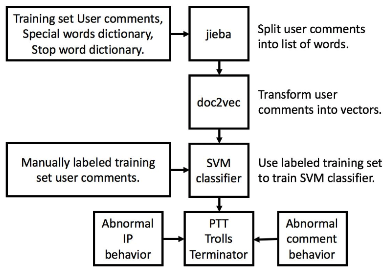 Training set User comments,
Special words dictionary,
Stop word dictionary.
jieba
Split user comments
into list of words.
doc2vec
Transform user
comments into vectors.
Manually labeled training
set user comments.
SVM
classifier
Use labeled training set
to train SVM classifier.
Abnormal
IP
behavior
PTT
Trolls
Terminator
Abnormal
comment
behavior